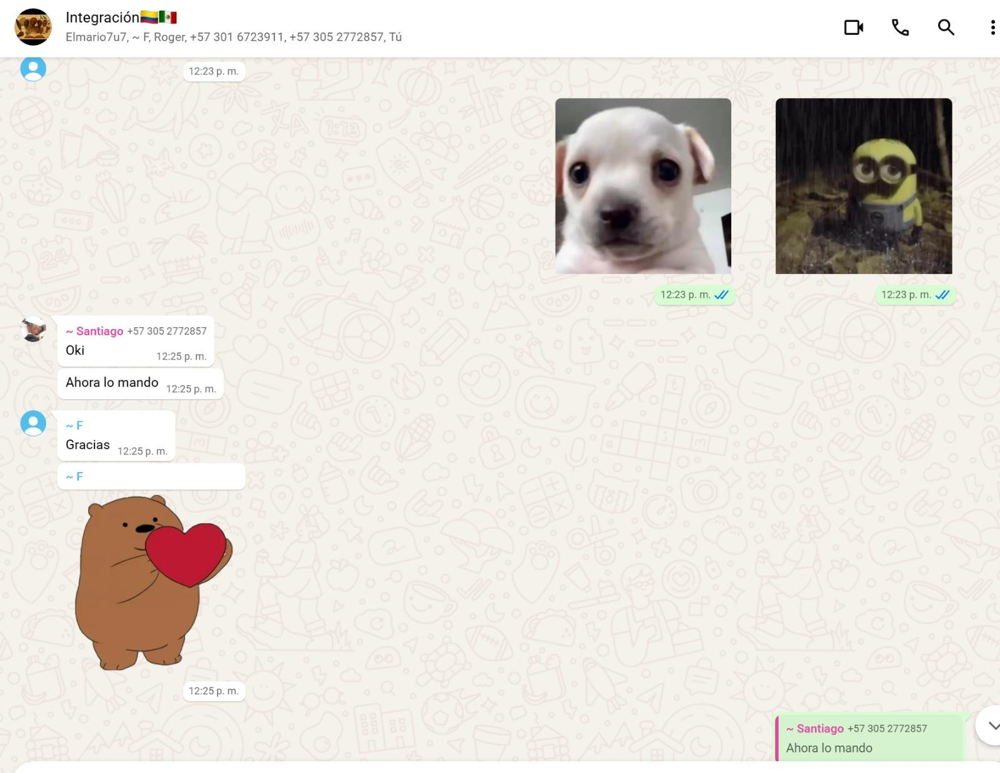 Integración🇨🇴🇲🇽
Elmario7u7, ~ F, Roger, +57 301 6723911, +57 305 2772857, Tú
12:23 p. m.
12:23 p. m.
12:23 p. m.
~ Santiago +57 305 2772857
Oki
12:25 p. m.
Ahora lo mando 12:25 p. m.
~ F
Gracias 12:25 p. m.
~ F
12:25 p. m.
~ Santiago +57 305 2772857
Ahora lo mando